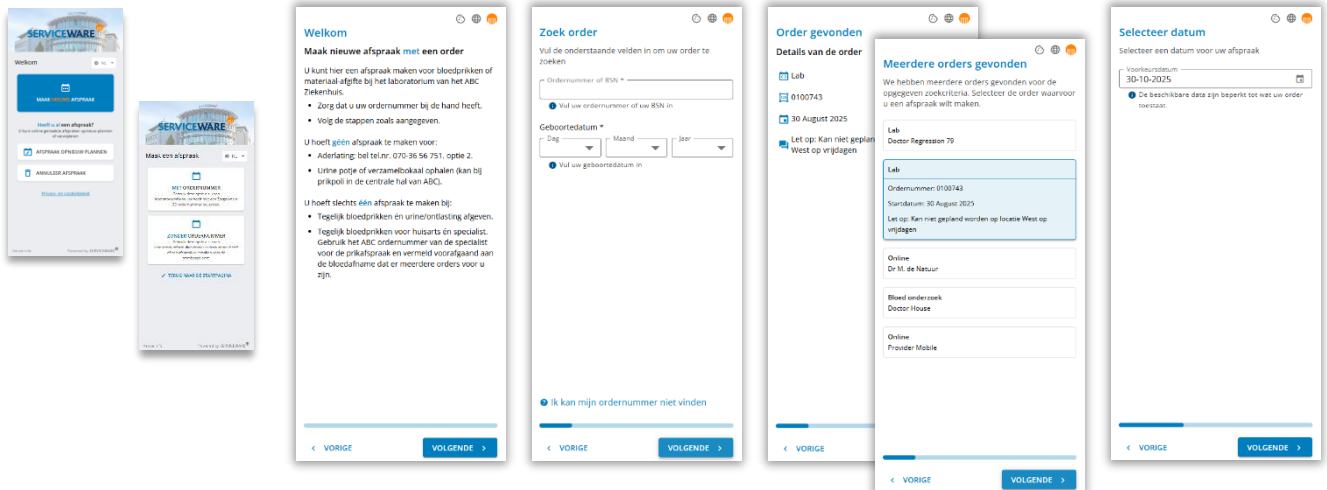 SERVICEWARE
Welkom
NL
MAAK NIEUWE AFSPRAAK
Heeft u al een afspraak?
AFSPRAAK OPNIEUW PLANNEN
ANNULEER AFSPRAAK
SERVICEWARE
Maak een afspraak
NL
MET ORDERNUMMER
ZONDER ORDERNUMMER
TERUG NAAR DE STARTPAGINA
Welkom
Maak nieuwe afspraak met een order
U kunt hier een afspraak maken voor bloedprikken of
materiaal-afgifte bij het laboratorium van het ABC
Ziekenhuis.
• Zorg dat u uw ordernummer bij de hand heeft.
• Volg de stappen zoals aangegeven.
U hoeft géén afspraak te maken voor:
• Aderlating: bel tel.nr. 070-36 56 751, optie 2.
• Urine potje of verzamelbokaal ophalen (kan bij
prikpoli in de centrale hal van ABC).
U hoeft slechts één afspraak te maken bij:
• Tegelijk bloedprikken én urine/ontlasting afgeven.
• Tegelijk bloedprikken voor huisarts én specialist.
Gebruik het ABC ordernummer van de specialist
voor de prikafspraak en vermeld voorafgaand aan
de bloedafname dat er meerdere orders voor u
zijn.
< VORIGE
VOLGENDE >
Zoek order
Vul de onderstaande velden in om uw order te
zoeken
Ordernummer of BSN *
Vul uw ordernummer of uw BSN in
Geboortedatum *
Dag
Maand
Jaar
Vul uw geboortedatum in
Ik kan mijn ordernummer niet vinden
< VORIGE
VOLGENDE >
Order gevonden
Details van de order
Lab
0100743
30 August 2025
Let op: Kan niet
West op vrijdagen
< VORIGE
Meerdere orders gevonden
We hebben meerdere orders gevonden voor de
opgegeven zoekcriteria. Selecteer de order waarvoor
u een afspraak wilt maken.
Lab
Doctor Regression 79
Lab
Ordernummer: 0100743
Startdatum: 30 August 2025
Let op: Kan niet gepland worden op locatie West op
vrijdagen
Online
Dr M. de Natuur
Bloed onderzoek
Doctor House
Online
Provider Mobile
< VORIGE
VOLGENDE >
Selecteer datum
Selecteer een datum voor uw afspraak
Voorkeursdatum
30-10-2025
De beschikbare data zijn beperkt tot wat uw order
toestaat.
< VORIGE
VOLGENDE >